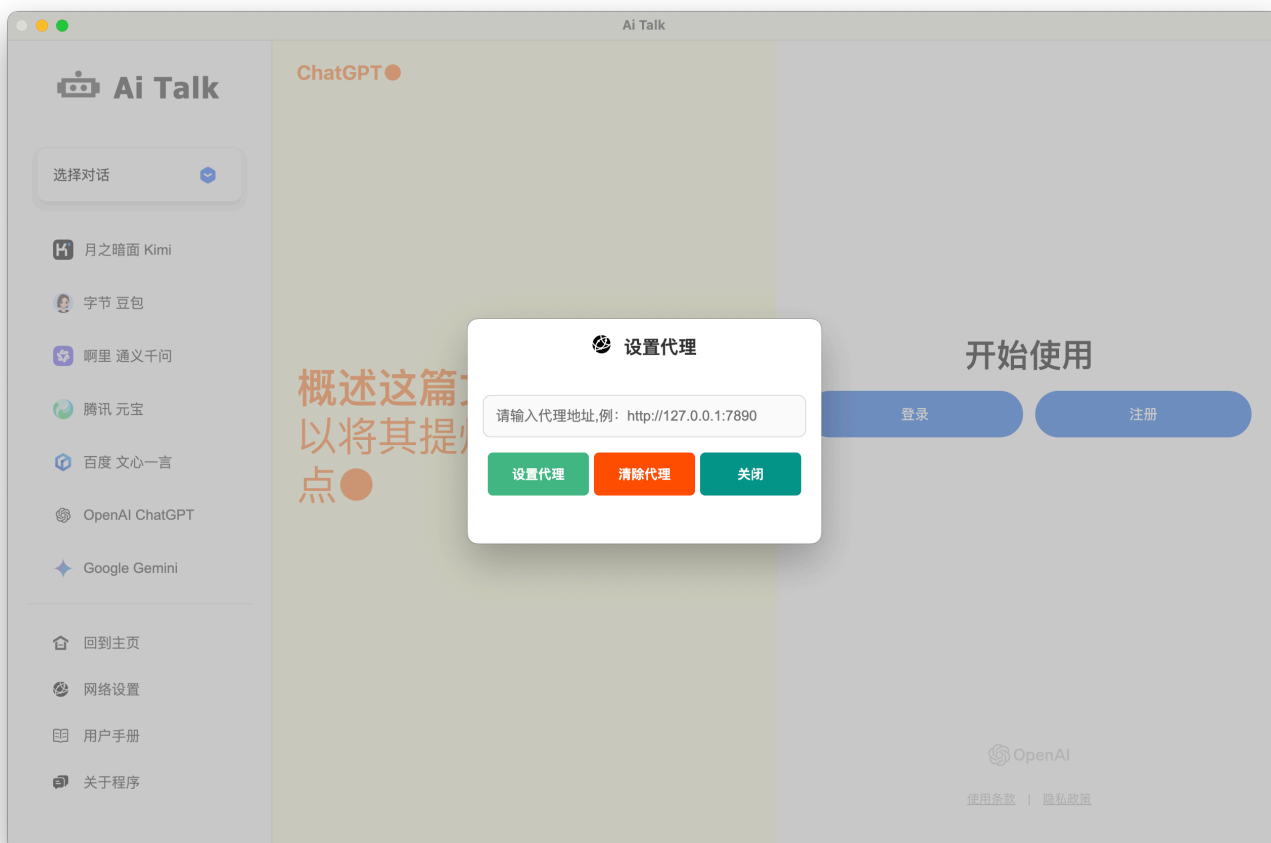 Ai Talk
Ai Talk
选择对话
月之暗面 Kimi
字节 豆包
啊里 通义千问
腾讯 元宝
百度 文心一言
OpenAI ChatGPT
Google Gemini
回到主页
网络设置
用户手册
关于程序
ChatGPT
概述这篇
以将其提
点
设置代理
请输入代理地址,例：http://127.0.0.1:7890
设置代理
清除代理
关闭
开始使用
登录
注册
OpenAI
使用条款 | 隐私政策